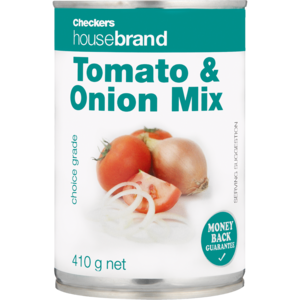 Checkers
housebrand
Tomato &
Onion Mix
choice grade
SERVING SUGGESTION
MONEY
BACK
GUARANTEE
410 g net